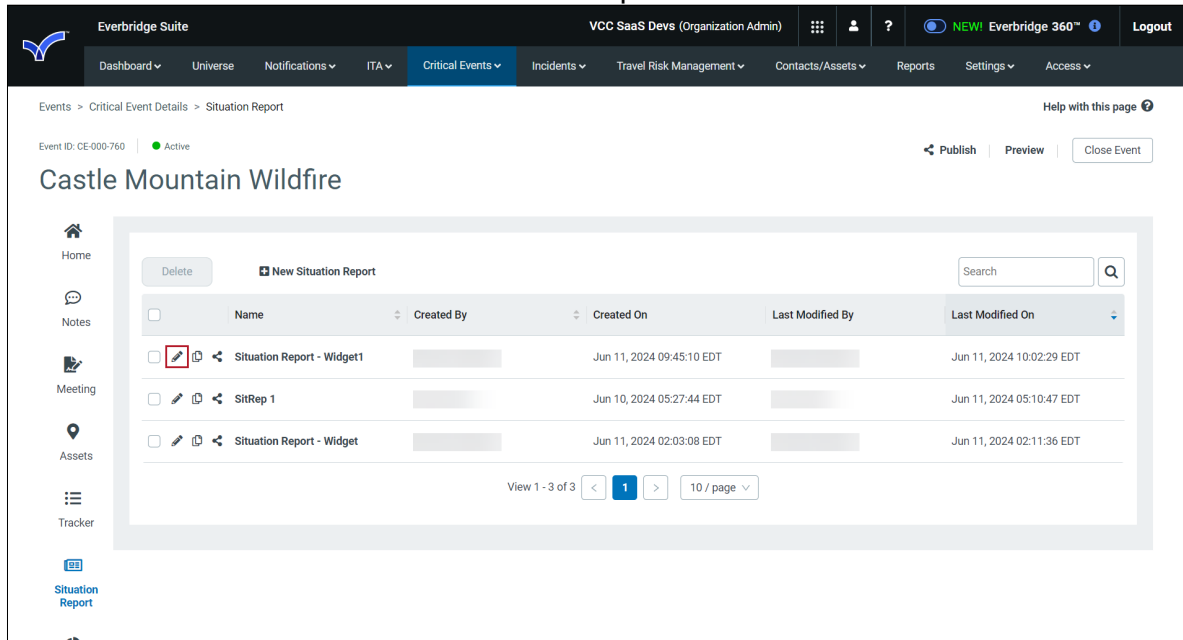 Everbridge Suite VCC SaaS Devs (Organization Admin) ? NEW! Everbridge 360™ Logout
Dashboard Universe Notifications ITA Critical Events Incidents Travel Risk Management Contacts/Assets Reports Settings Access
Events > Critical Event Details > Situation Report Help with this page
Event ID: CE-000-760 Active Publish Preview Close Event
Castle Mountain Wildfire
Home
Notes
Meeting
Assets
Tracker
Situation
Report
Delete New Situation Report Search
Name Created By Created On Last Modified By Last Modified On
Situation Report - Widget1 Jun 11, 2024 09:45:10 EDT Jun 11, 2024 10:02:29 EDT
SitRep 1 Jun 10, 2024 05:27:44 EDT Jun 11, 2024 05:10:47 EDT
Situation Report - Widget Jun 11, 2024 02:03:08 EDT Jun 11, 2024 02:11:36 EDT
View 1 - 3 of 3 < 1 > 10 / page